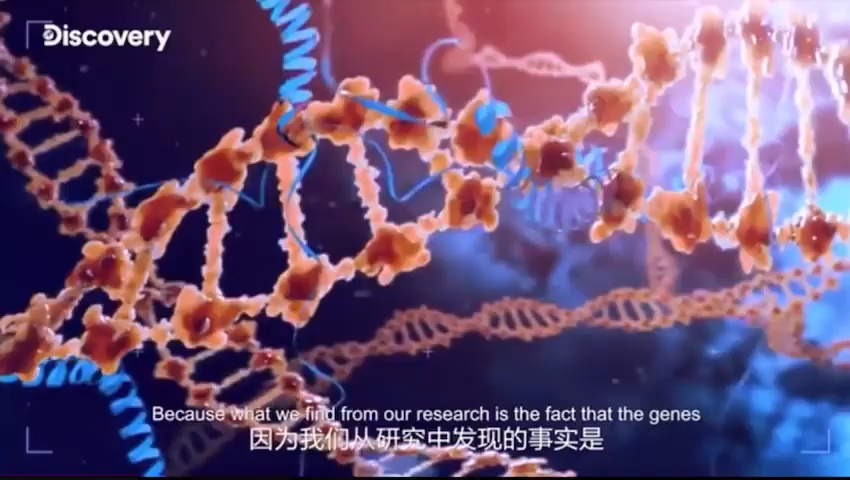 Discovery
Because what we find from our research is the fact that the genes
因为我们从研究中发现的事实是